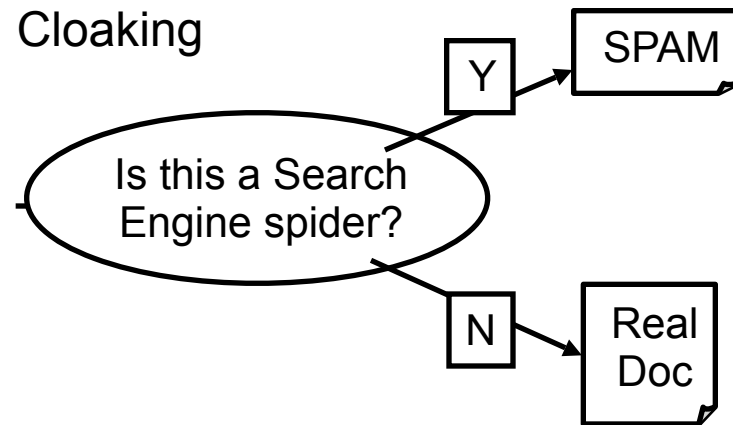 Cloaking
Y
SPAM
Is this a Search
Engine spider?
N
Real
Doc